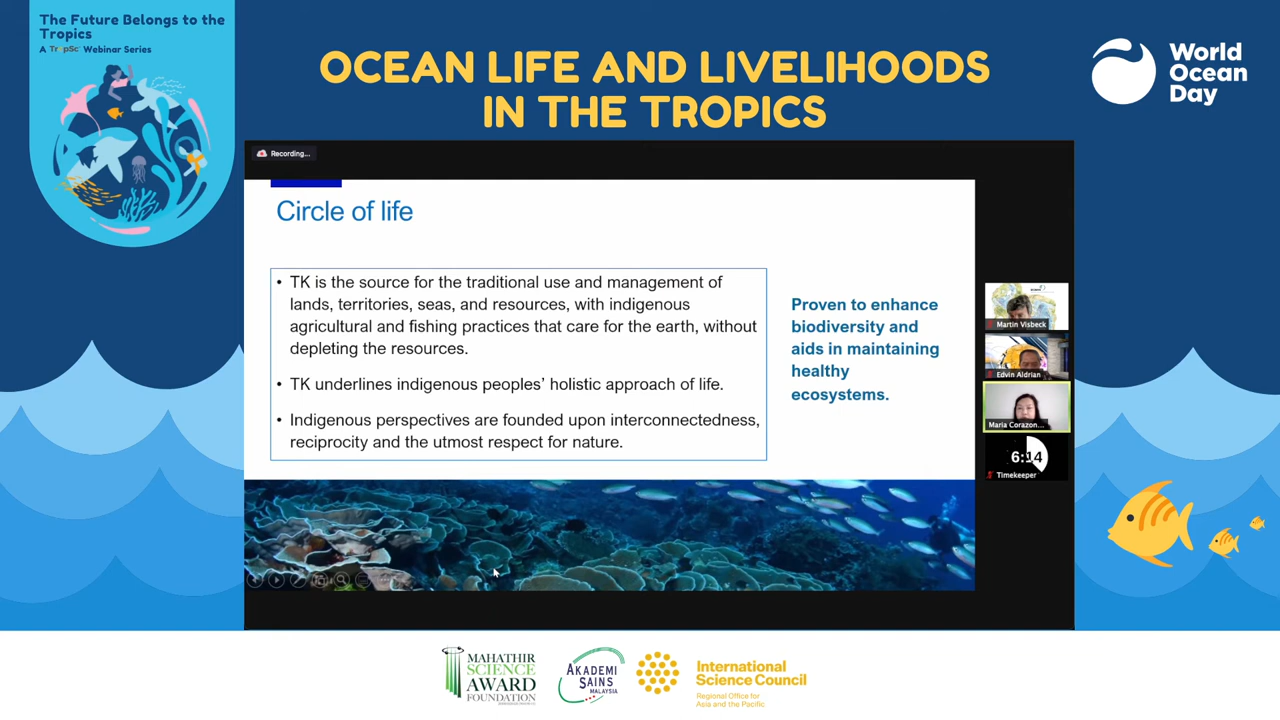 The Future Belongs to the
Tropics
A TropSc Webinar Series
OCEAN LIFE AND LIVELIHOODS
IN THE TROPICS
World
Ocean
Day
Recording...
Circle of life
• TK is the source for the traditional use and management of
lands, territories, seas, and resources, with indigenous
agricultural and fishing practices that care for the earth, without
depleting the resources.
• TK underlines indigenous peoples’ holistic approach of life.
• Indigenous perspectives are founded upon interconnectedness,
reciprocity and the utmost respect for nature.
Proven to enhance
biodiversity and
aids in maintaining
healthy
ecosystems.
Martin Visbeck
Edvin Aldrian
Maria Corazon...
6:14
Timekeeper
MAHATHIR
SCIENCE
AWARD
FOUNDATION
AKADEMI
SAINS
MALAYSIA
International
Science Council
Regional Office for
Asia and the Pacific